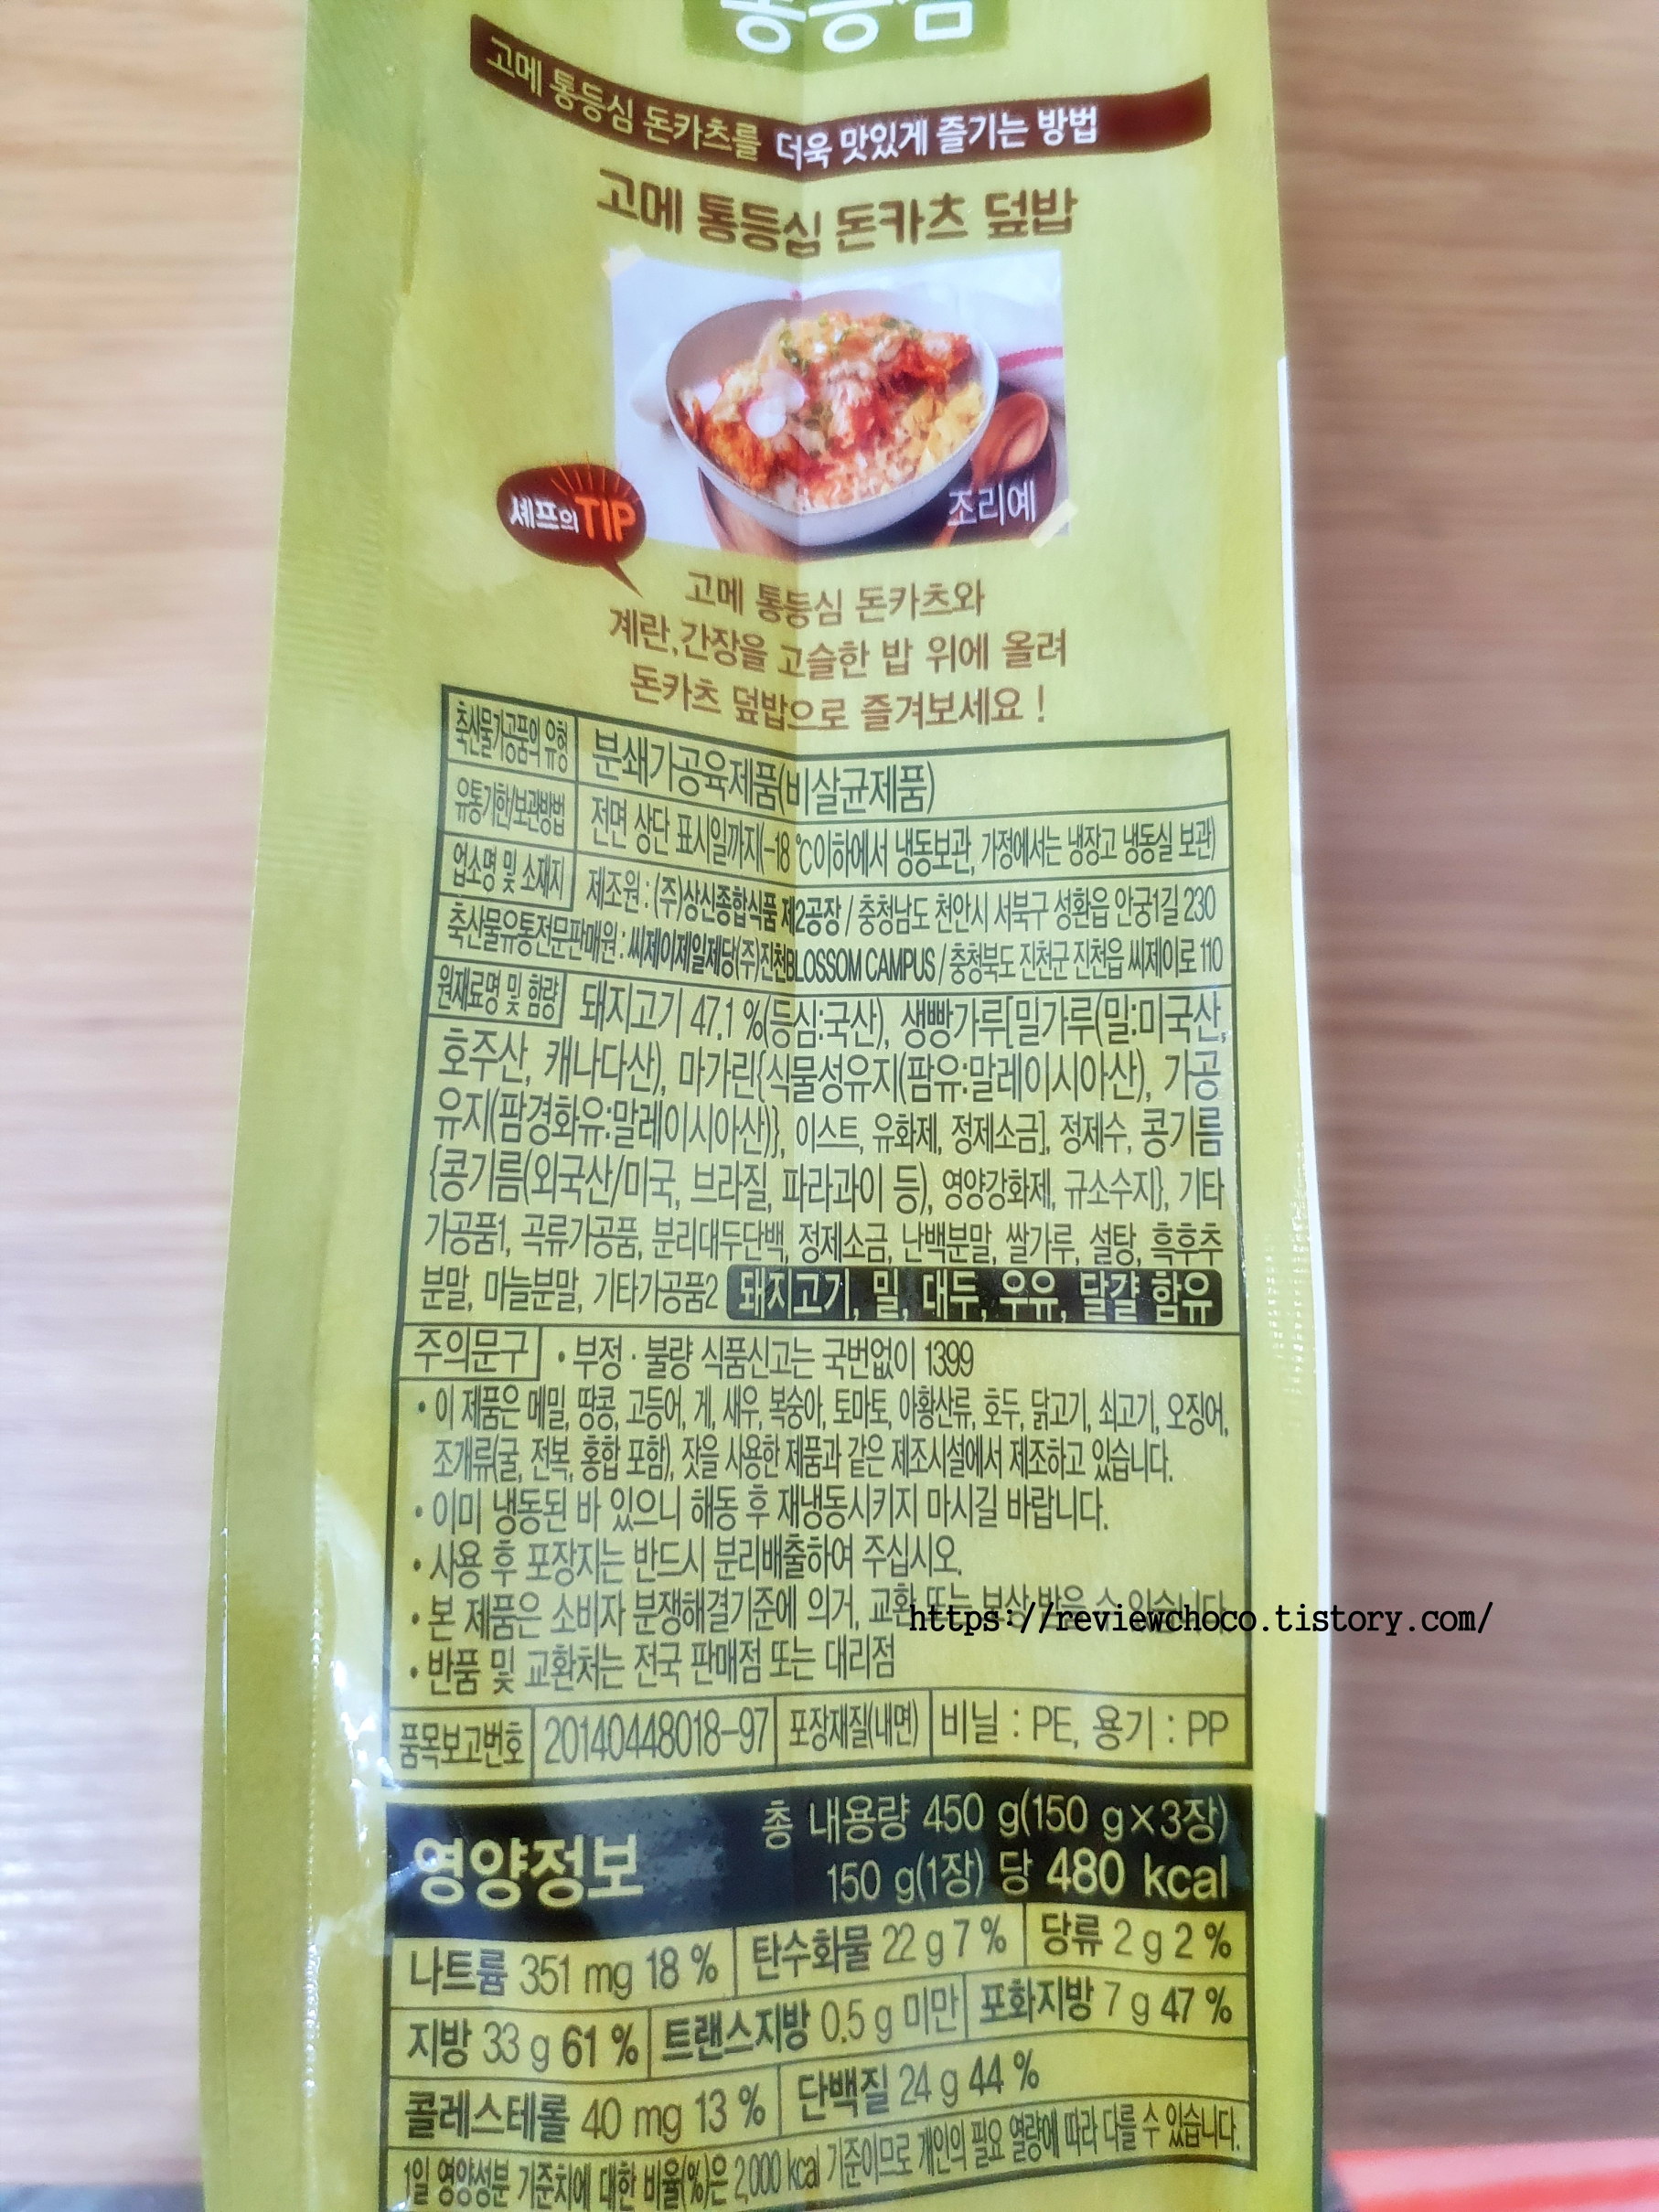 통등심
고메 통등심 돈카츠를 더욱 맛있게 즐기는 방법
고메 통등심 돈카츠 덮밥
조리예
셰프의 TIP
고메 통등심 돈카츠와
계란,간장을 고슬한 밥 위에 올려
돈카츠 덮밥으로 즐겨보세요!
축산물가공품의 유형 분쇄가공육제품(비살균제품)
유통기한/보관방법 전면 상단 표시일까지(-18 ℃이하에서 냉동보관, 가정에서는 냉장고 냉동실 보관)
업소명 및 소재지 제조원 : (주)상신종합식품 제2공장 / 충청남도 천안시 서북구 성환읍 안궁1길 230
축산물유통전문판매원 : 씨제이제일제당(주)진천BLOSSOM CAMPUS / 충청북도 진천군 진천읍 씨제이로 110
원재료명 및 함량 돼지고기 47.1 %(등심:국산), 생빵가루[밀가루(밀:미국산,
호주산, 캐나다산), 마가린{식물성유지(팜유:말레이시아산), 가공
유지(팜경화유:말레이시아산)}, 이스트, 유화제, 정제소금], 정제수, 콩기름
{콩기름(외국산/미국, 브라질, 파라과이 등), 영양강화제, 규소수지}, 기타
가공품1, 곡류가공품, 분리대두단백, 정제소금, 난백분말, 쌀가루, 설탕, 흑후추
분말, 마늘분말, 기타가공품2 돼지고기, 밀, 대두, 우유, 달걀 함유
주의문구 • 부정 · 불량 식품신고는 국번없이 1399
• 이 제품은 메밀, 땅콩, 고등어, 게, 새우, 복숭아, 토마토, 아황산류, 호두, 닭고기, 쇠고기, 오징어,
조개류(굴, 전복, 홍합 포함), 잣을 사용한 제품과 같은 제조시설에서 제조하고 있습니다.
• 이미 냉동된 바 있으니 해동 후 재냉동시키지 마시길 바랍니다.
• 사용 후 포장지는 반드시 분리배출하여 주십시오.
• 본 제품은 소비자 분쟁해결기준에 의거, 교환 또는 보상 받을 수 있습니다.
https://reviewchoco.tistory.com/
• 반품 및 교환처는 전국 판매점 또는 대리점
품목보고번호 20140448018-97 포장재질(내면) 비닐 : PE, 용기 : PP
영양정보
총 내용량 450 g(150 g×3장)
150 g(1장) 당 480 kcal
나트륨 351 mg 18 % 탄수화물 22 g 7 % 당류 2 g 2 %
지방 33 g 61 % 트랜스지방 0.5 g 미만 포화지방 7 g 47 %
콜레스테롤 40 mg 13 % 단백질 24 g 44 %
1일 영양성분 기준치에 대한 비율(%)은 2,000 kcal 기준이므로 개인의 필요 열량에 따라 다를 수 있습니다.